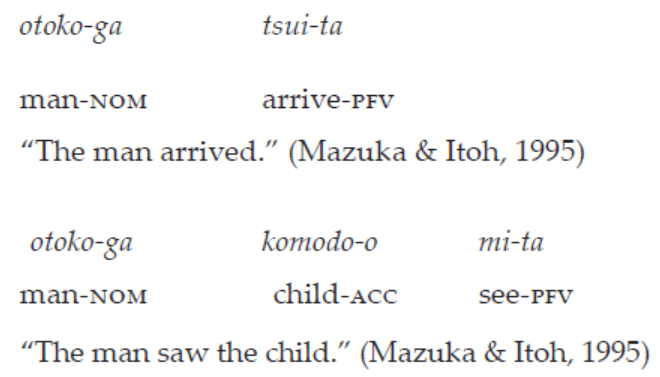 otoko-ga tsui-ta
man-NOM arrive-PFV
“The man arrived.” (Mazuka & Itoh, 1995)
otoko-ga komodo-o mi-ta
man-NOM child-ACC see-PFV
“The man saw the child.” (Mazuka & Itoh, 1995)